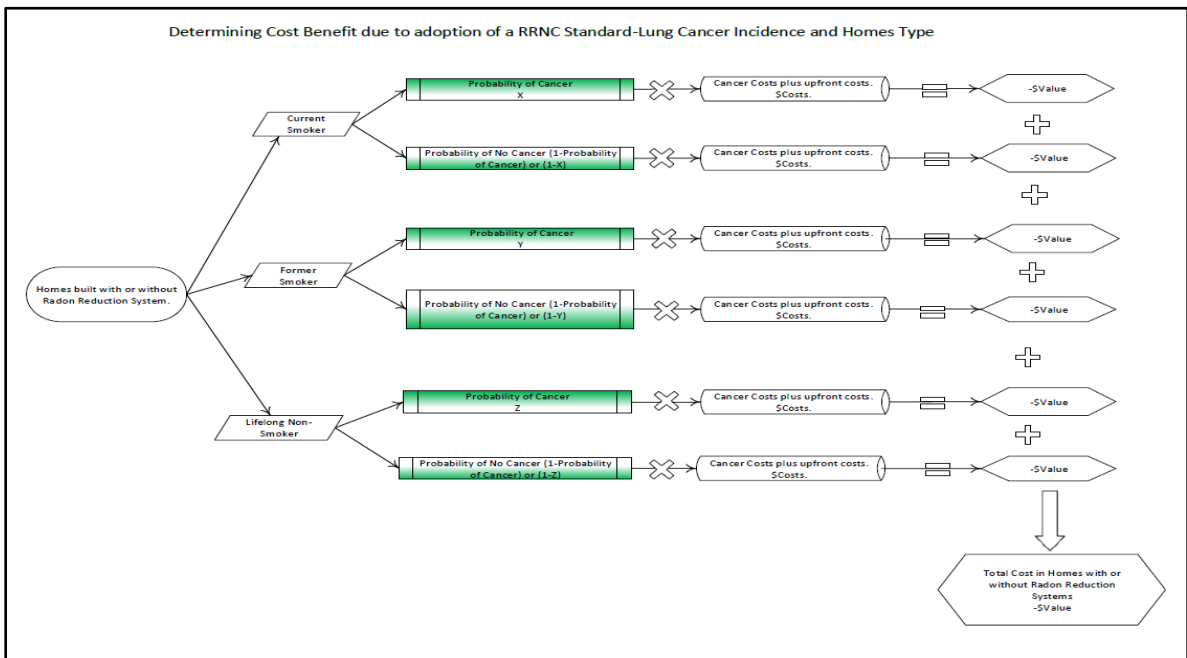 Determining Cost Benefit due to adoption of a RRNC Standard-Lung Cancer Incidence and Homes Type
Homes built with or without
Radon Reduction System.
Current
Smoker
Probability of Cancer
X
Cancer Costs plus upfront costs.
$Costs.
-$Value
Probability of No Cancer (1-Probability
of Cancer) or (1-X)
Cancer Costs plus upfront costs.
$Costs.
-$Value
Former
Smoker
Probability of Cancer
Y
Cancer Costs plus upfront costs.
$Costs.
-$Value
Probability of No Cancer (1-Probability
of Cancer) or (1-Y)
Cancer Costs plus upfront costs.
$Costs.
-$Value
Lifelong Non-
Smoker
Probability of Cancer
Z
Cancer Costs plus upfront costs.
$Costs.
-$Value
Probability of No Cancer (1-Probability
of Cancer) or (1-Z)
Cancer Costs plus upfront costs.
$Costs.
-$Value
Total Cost in Homes with or
without Radon Reduction
Systems
-$Value